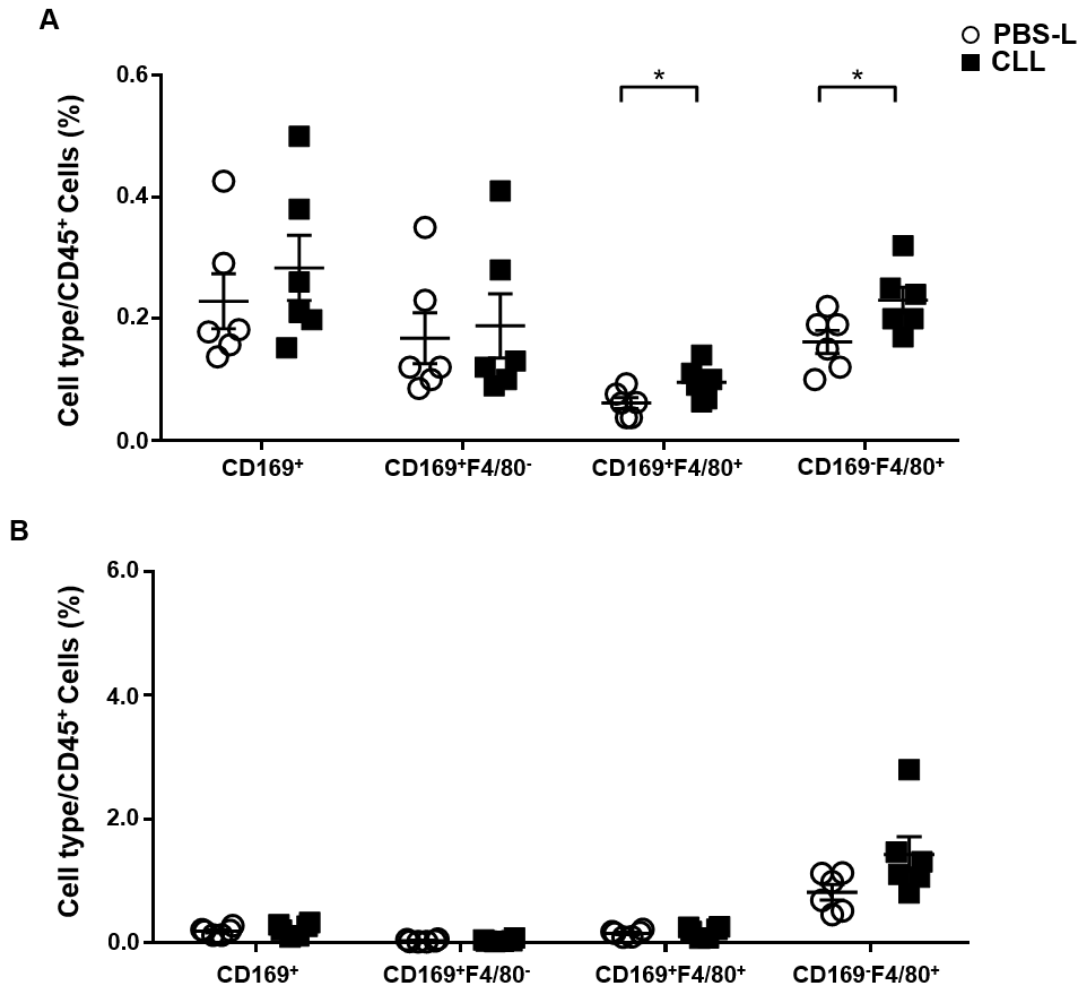 A
PBS-L
CLL
Cell type/CD45⁺ Cells (%)
0.6
0.4
0.2
0.0
* *
CD169⁺ CD169⁺F4/80⁻ CD169⁺F4/80⁺ CD169⁻F4/80⁺
B
Cell type/CD45⁺ Cells (%)
6.0
4.0
2.0
0.0
CD169⁺ CD169⁺F4/80⁻ CD169⁺F4/80⁺ CD169⁻F4/80⁺